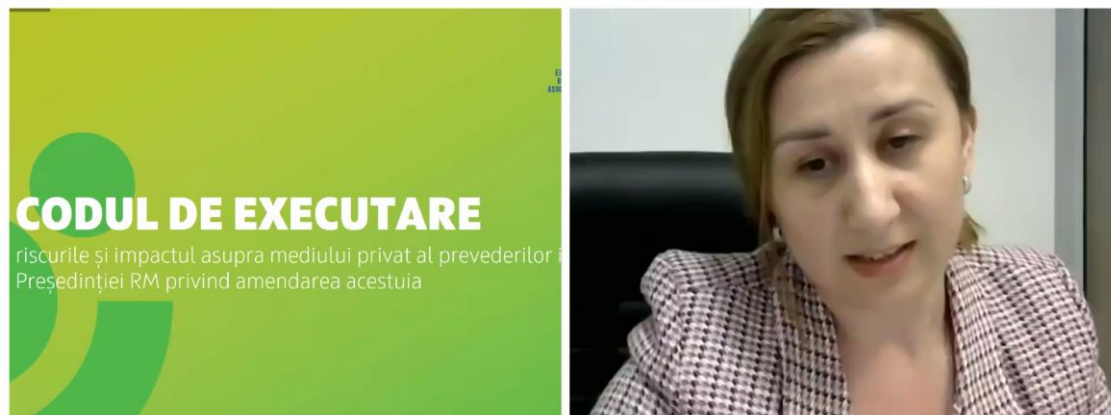 CODUL DE EXECUTARE
riscurile și impactul asupra mediului privat al prevederilor
Președinției RM privind amendarea acestuia